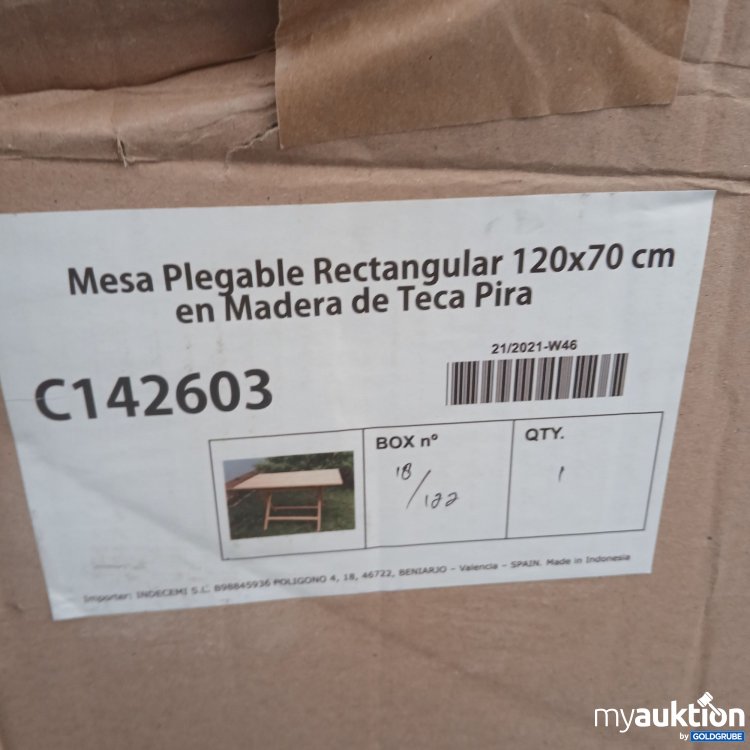 Mesa Plegable Rectangular 120x70 cm
en Madera de Teca Pira
21/2021-W46
C142603
BOX nº
QTY.
18/122
1
Importer: INDECEMI S.L. B98845936 POLIGONO 4, 18, 46722, BENIARJO - Valencia - SPAIN. Made in Indonesia
myauktion
by GOLDGRUBE